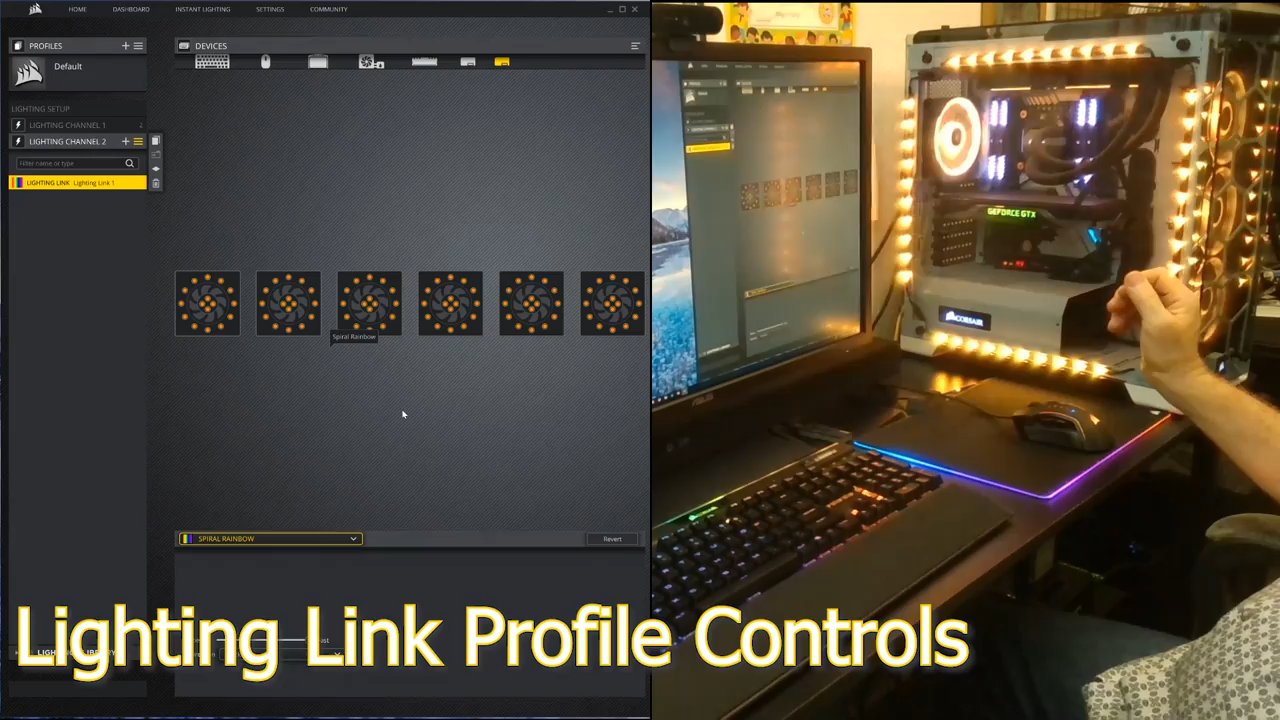 HOME
DASHBOARD
INSTANT LIGHTING
SETTINGS
COMMUNITY
PROFILES
DEVICES
Default
LIGHTING SETUP
LIGHTING CHANNEL 1
2
LIGHTING CHANNEL 2
Filter name or type
LIGHTING LINK Lighting Link 1
Spiral Rainbow
SPIRAL RAINBOW
Revert
GEFORCE GTX
CORSAIR
ASUS
Lighting Link Profile Controls